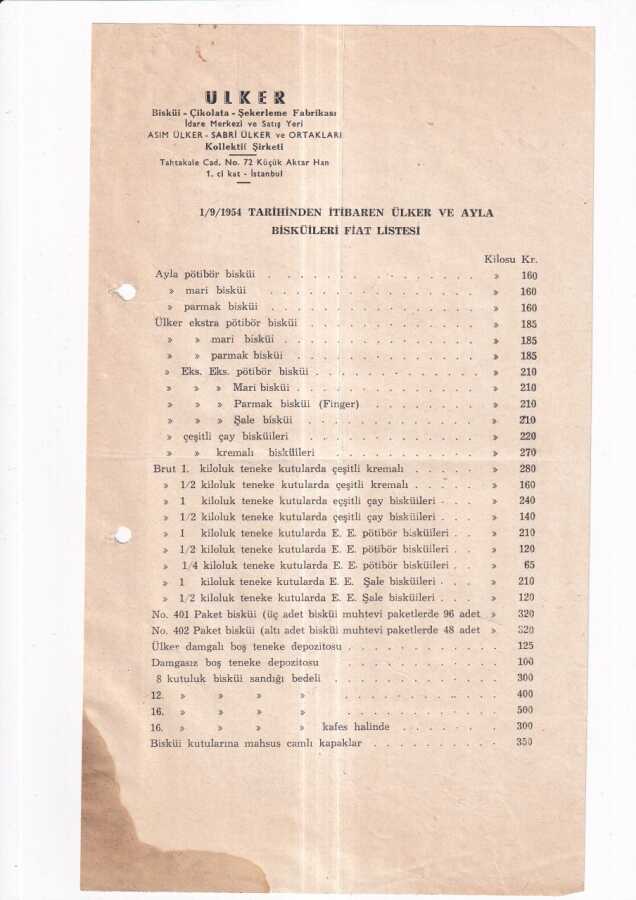 ÜLKER
Bisküi - Çikolata - Şekerleme Fabrikası
İdare Merkezi ve Satış Yeri
ASIM ÜLKER - SABRİ ÜLKER ve ORTAKLARI
Kollektif Şirketi
Tahtakale Cad. No. 72 Küçük Aktar Han
1. ci kat - İstanbul
1/9/1954 TARİHİNDEN İTİBAREN ÜLKER VE AYLA
BİSKÜİLERİ FİAT LİSTESİ
Kilosu Kr.
Ayla pötibör bisküi . . . . . . . . . . . . . . » 160
» mari bisküi . . . . . . . . . . . . . . » 160
» parmak bisküi . . . . . . . . . . . . . . » 160
Ülker ekstra pötibör bisküi . . . . . . . . . . . » 185
» » mari bisküi . . . . . . . . . . . . . » 185
» » parmak bisküi . . . . . . . . . . . . » 185
» Eks. Eks. pötibör bisküi . . . . . . . . . . . » 210
» » » Mari bisküi . . . . . . . . . . . . » 210
» » » Parmak bisküi (Finger) . . . . . . . » 210
» » » Şale bisküi . . . . . . . . . . . . » 210
» çeşitli çay bisküileri . . . . . . . . . . . » 220
» » kremalı bisküileri . . . . . . . . . . » 270
Brut 1. kiloluk teneke kutularda çeşitli kremalı . . . . . » 280
» 1/2 kiloluk teneke kutularda çeşitli kremalı . . . . . » 160
» 1 kiloluk teneke kutularda eçşitli çay bisküileri . . . » 240
» 1/2 kiloluk teneke kutularda çeşitli çay bisküileri . . . » 140
» 1 kiloluk teneke kutularda E. E. pötibör bisküileri . . » 210
» 1/2 kiloluk teneke kutularda E. E. pötibör bisküileri . . » 120
» 1/4 kiloluk teneke kutularda E. E. pötibör bisküileri . . » 65
» 1 kiloluk teneke kutularda E. E. Şale bisküileri . . . » 210
» 1/2 kiloluk teneke kutularda E. E. Şale bisküileri . . . » 120
No. 401 Paket bisküi (üç adet bisküi muhtevi paketlerde 96 adet » 320
No. 402 Paket bisküi (altı adet bisküi muhtevi paketlerde 48 adet » 320
Ülker damgalı boş teneke depozitosu . . . . . . . . . . 125
Damgasız boş teneke depozitosu . . . . . . . . . . . 100
8 kutuluk bisküi sandığı bedeli . . . . . . . . . . . 300
12. » » » » . . . . . . . . . . 400
16. » » » » . . . . . . . . . . 500
16. » » » » kafes halinde . . . . . . 300
Bisküi kutularına mahsus camlı kapaklar . . . . . . . . 350